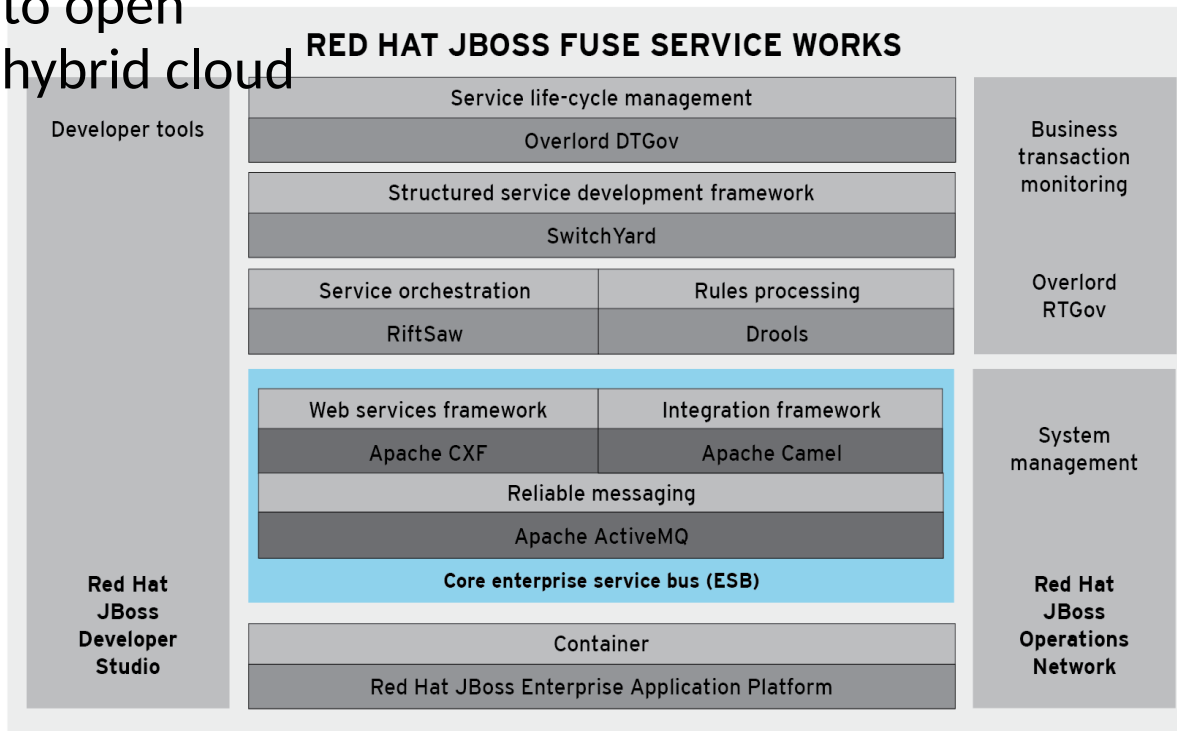 to open
hybrid cloud
RED HAT JBOSS FUSE SERVICE WORKS
Developer tools
Red Hat
JBoss
Developer
Studio
Service life-cycle management
Overlord DTGov
Structured service development framework
SwitchYard
Service orchestration
Rules processing
RiftSaw
Drools
Web services framework
Integration framework
Apache CXF
Apache Camel
Reliable messaging
Apache ActiveMQ
Core enterprise service bus (ESB)
Container
Red Hat JBoss Enterprise Application Platform
Business
transaction
monitoring
Overlord
RTGov
System
management
Red Hat
JBoss
Operations
Network